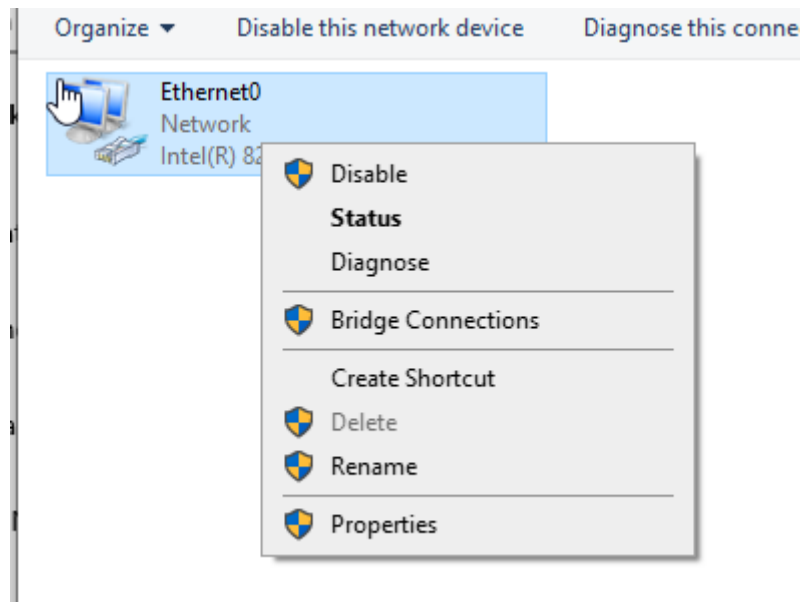 Organize Disable this network device Diagnose this conne
Ethernet0
Network
Intel(R) 82
Disable
Status
Diagnose
Bridge Connections
Create Shortcut
Delete
Rename
Properties